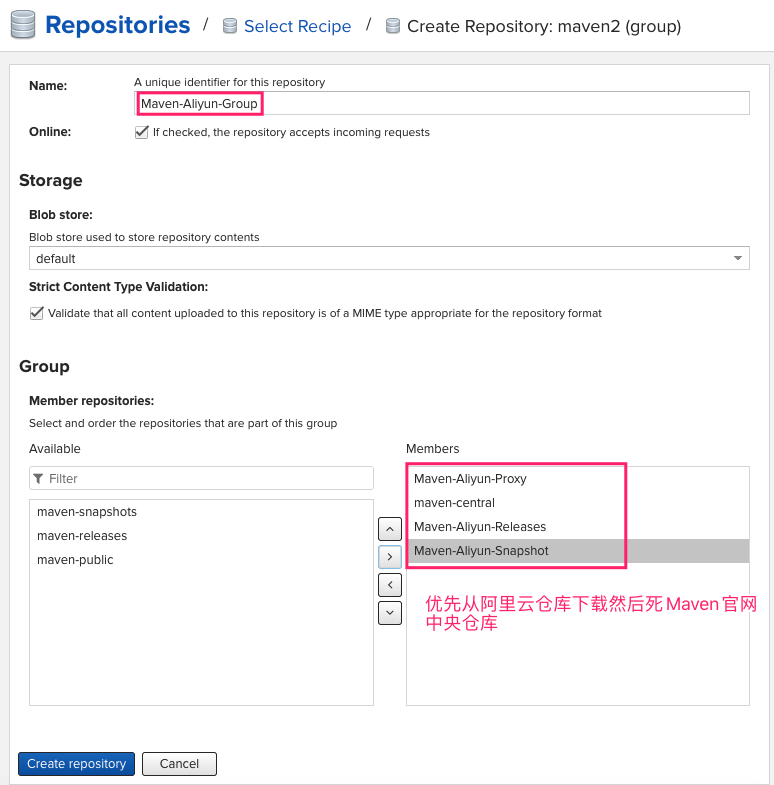 Repositories / Select Recipe / Create Repository: maven2 (group)
Name:
A unique identifier for this repository
Maven-Aliyun-Group
Online:
If checked, the repository accepts incoming requests
Storage
Blob store:
Blob store used to store repository contents
default
Strict Content Type Validation:
Validate that all content uploaded to this repository is of a MIME type appropriate for the repository format
Group
Member repositories:
Select and order the repositories that are part of this group
Available
Filter
maven-snapshots
maven-releases
maven-public
Members
Maven-Aliyun-Proxy
maven-central
Maven-Aliyun-Releases
Maven-Aliyun-Snapshot
优先从阿里云仓库下载然后死Maven官网
中央仓库
Create repository
Cancel